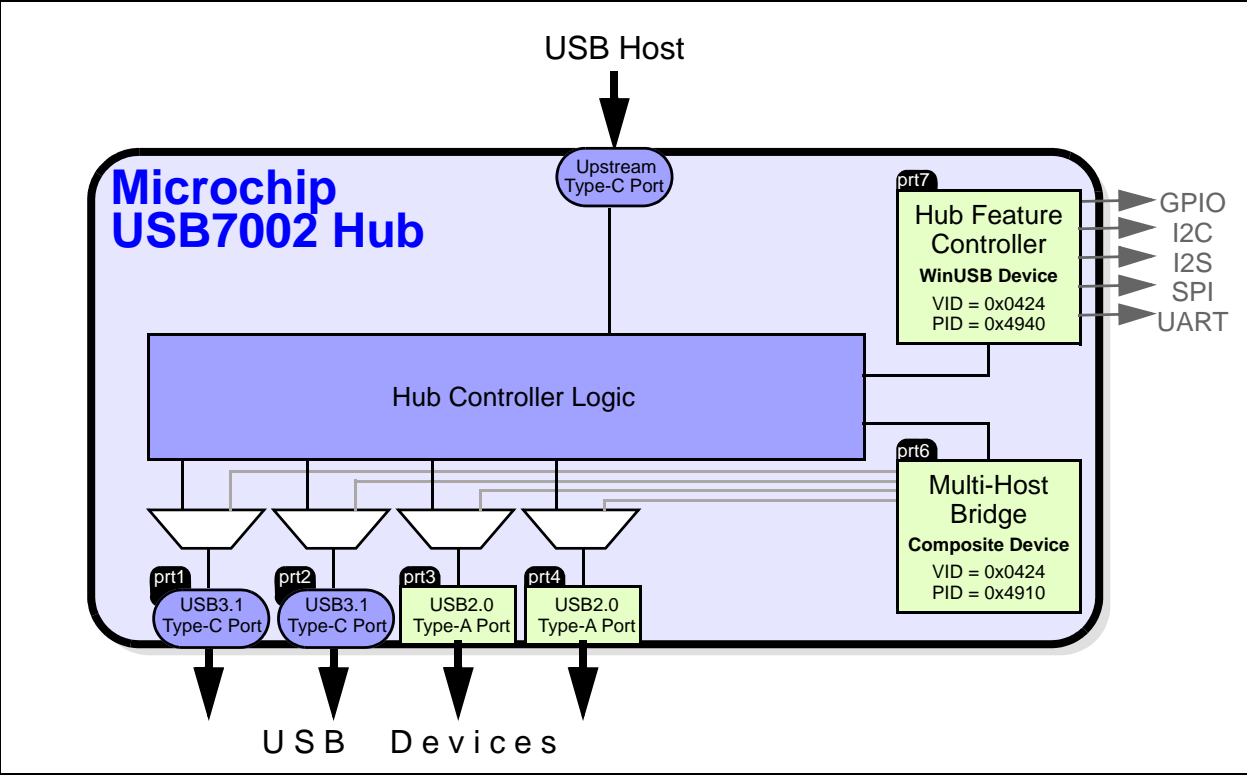 USB Host
Upstream
Type-C Port
Microchip
USB7002 Hub
prt7
Hub Feature
Controller
WinUSB Device
VID = 0x0424
PID = 0x4940
GPIO
I2C
I2S
SPI
UART
Hub Controller Logic
prt6
Multi-Host
Bridge
Composite Device
VID = 0x0424
PID = 0x4910
prt1
USB3.1
Type-C Port
prt2
USB3.1
Type-C Port
prt3
USB2.0
Type-A Port
prt4
USB2.0
Type-A Port
USB Devices